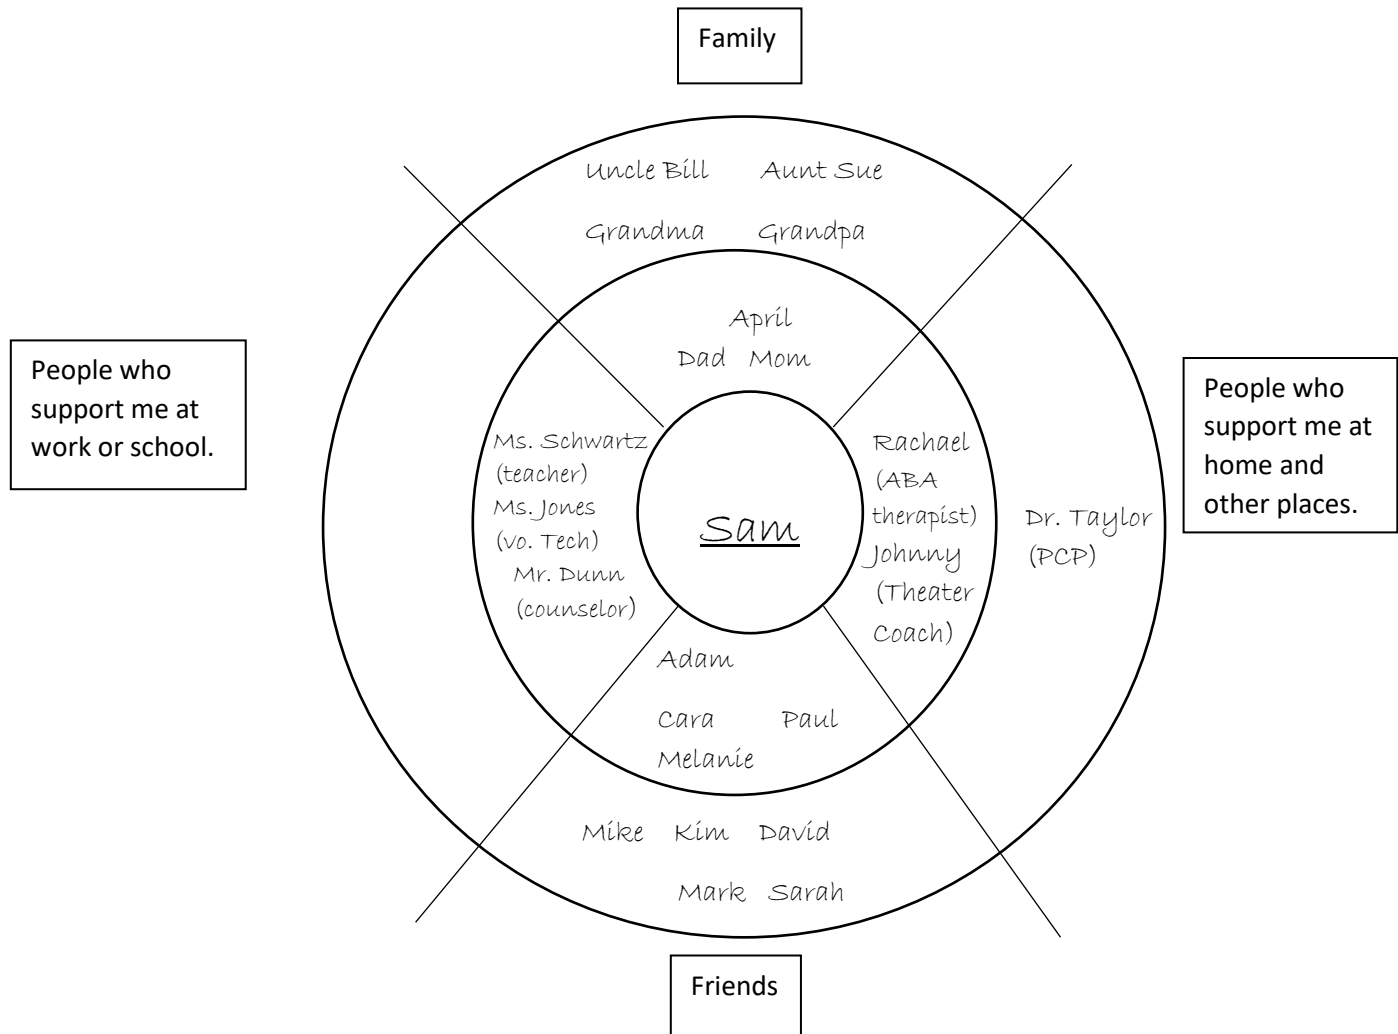 Family
Uncle Bill Aunt Sue
Grandma Grandpa
April
Dad Mom
People who
support me at
work or school.
Ms. Schwartz
(teacher)
Ms. Jones
(vo. Tech)
Mr. Dunn
(counselor)
Sam
Rachael
(ABA
therapist)
Johnny
(Theater
Coach)
Dr. Taylor
(PCP)
People who
support me at
home and
other places.
Adam
Cara Paul
Melanie
Mike Kim David
Mark Sarah
Friends